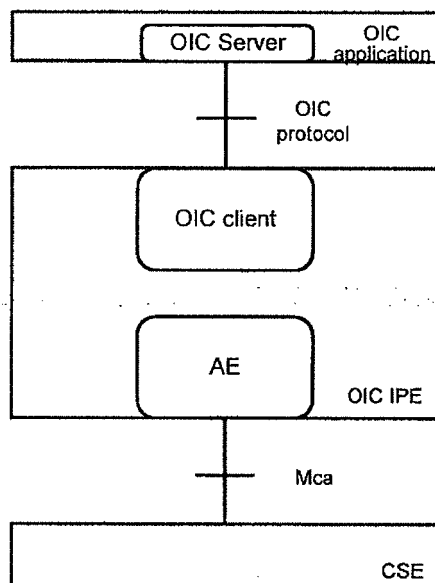 OIC Server
OIC
application
OIC
protocol
OIC client
AE
OIC IPE
Mca
CSE